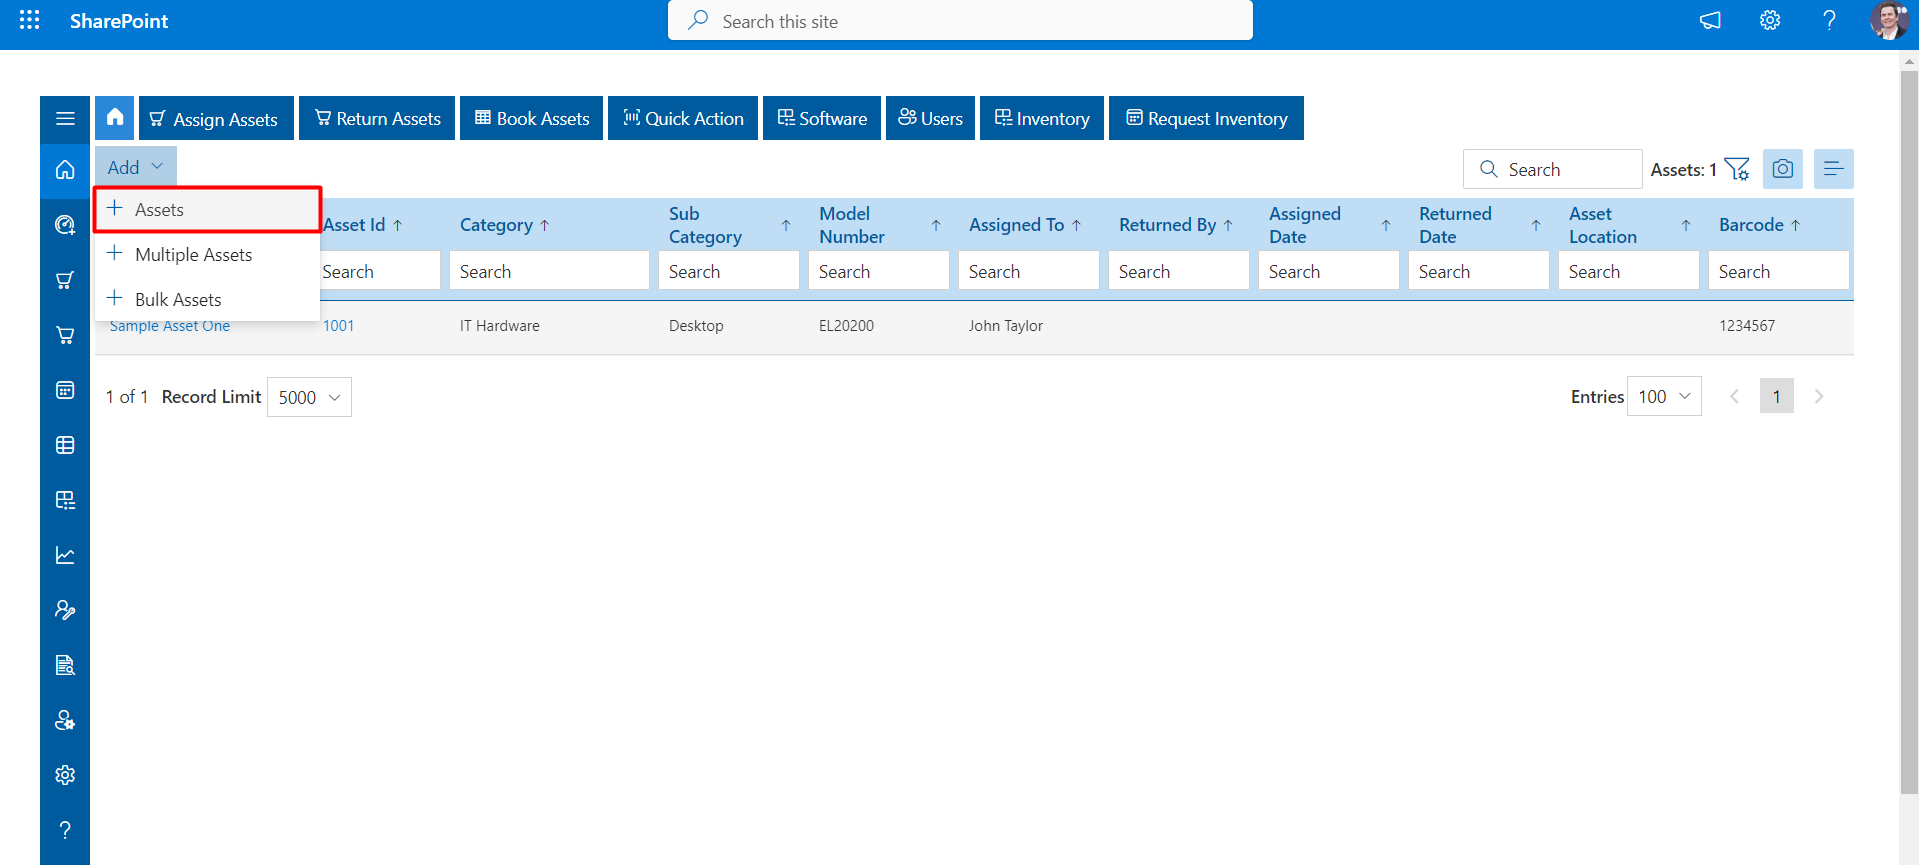 SharePoint
Search this site
Assign Assets
Return Assets
Book Assets
Quick Action
Software
Users
Inventory
Request Inventory
Add
Search
Assets: 1
Assets
Multiple Assets
Bulk Assets
Asset Id
Category
Sub
Category
Model
Number
Assigned To
Returned By
Assigned
Date
Returned
Date
Asset
Location
Barcode
Search
Search
Search
Search
Search
Search
Search
Search
Search
Search
Sample Asset One
1001
IT Hardware
Desktop
EL20200
John Taylor
1234567
1 of 1
Record Limit
5000
Entries
100
1